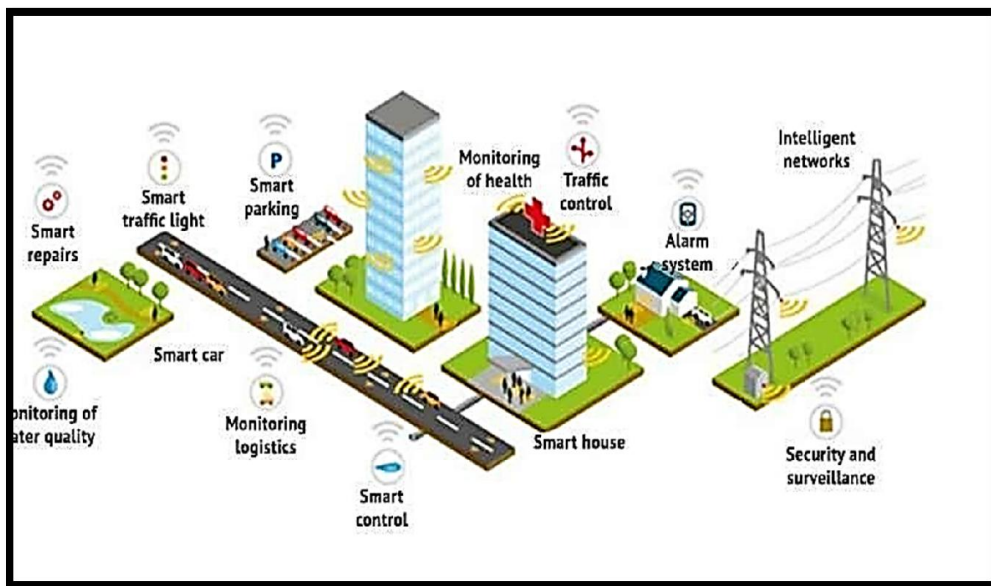 Smart
repairs
Smart
traffic light
P
Smart
parking
Monitoring
of health
Traffic
control
Alarm
system
Intelligent
networks
onitoring of
ater quality
Smart car
Monitoring
logistics
Smart
control
Smart house
Security and
surveillance